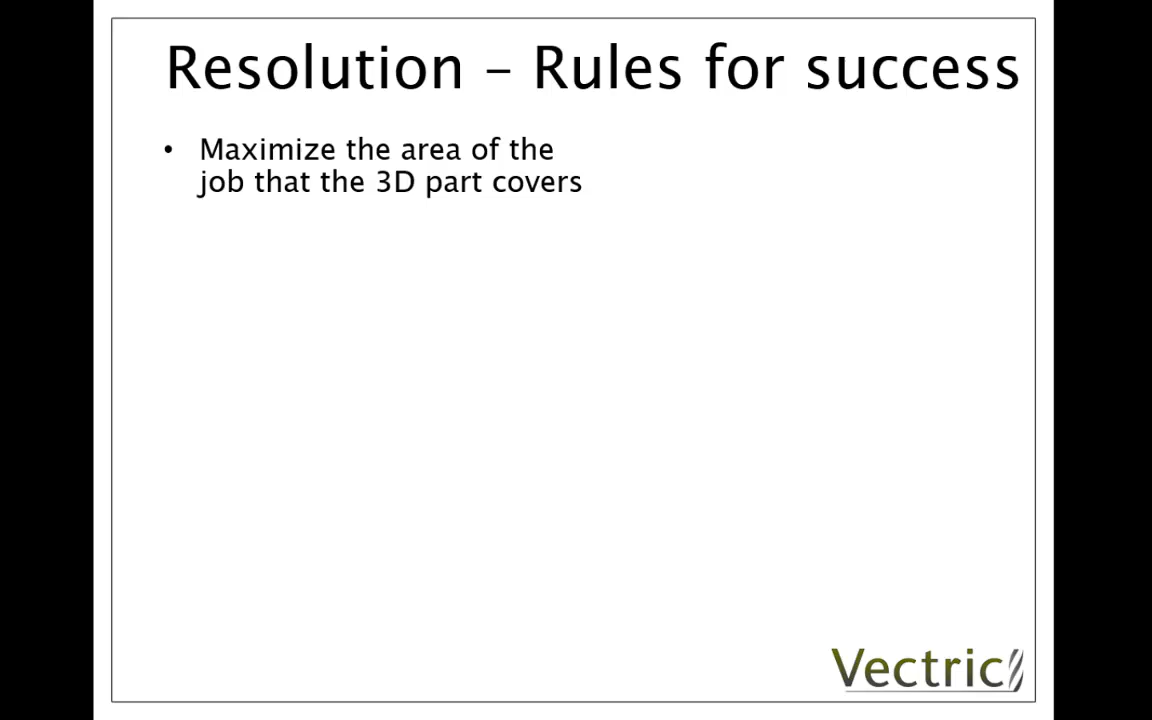 Resolution – Rules for success
• Maximize the area of the
job that the 3D part covers
Vectric